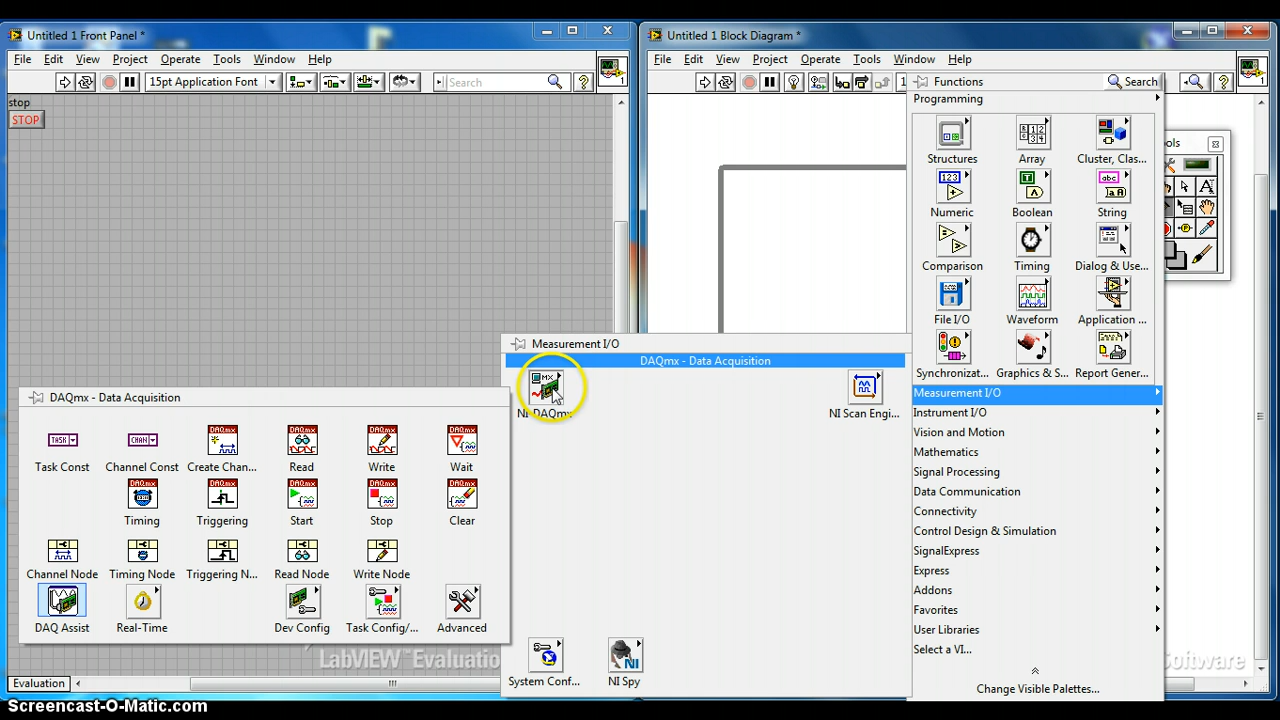 Untitled 1 Front Panel *
File Edit View Project Operate Tools Window Help
15pt Application Font
Search
stop
STOP
Untitled 1 Block Diagram *
File Edit View Project Operate Tools Window Help
Functions
Search
Programming
Structures Array Cluster, Clas...
Numeric Boolean String
Comparison Timing Dialog & Use...
File I/O Waveform Application ...
Synchronizat... Graphics & S... Report Gener...
Measurement I/O
Instrument I/O
Vision and Motion
Mathematics
Signal Processing
Data Communication
Connectivity
Control Design & Simulation
SignalExpress
Express
Addons
Favorites
User Libraries
Select a VI...
Change Visible Palettes...
ols
Measurement I/O
DAQmx - Data Acquisition
NI DAQmx NI Scan Engi...
System Conf... NI Spy
DAQmx - Data Acquisition
Task Const Channel Const Create Chan... Read Write Wait
Timing Triggering Start Stop Clear
Channel Node Timing Node Triggering N... Read Node Write Node
DAQ Assist Real-Time Dev Config Task Config/... Advanced
LabVIEW™ Evaluatio
Software
Evaluation
Screencast-O-Matic.com